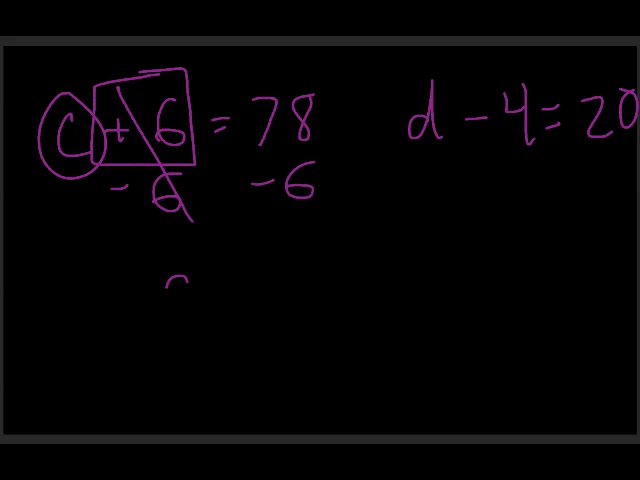 c + 6 = 78
- 6 - 6
d - 4 = 20